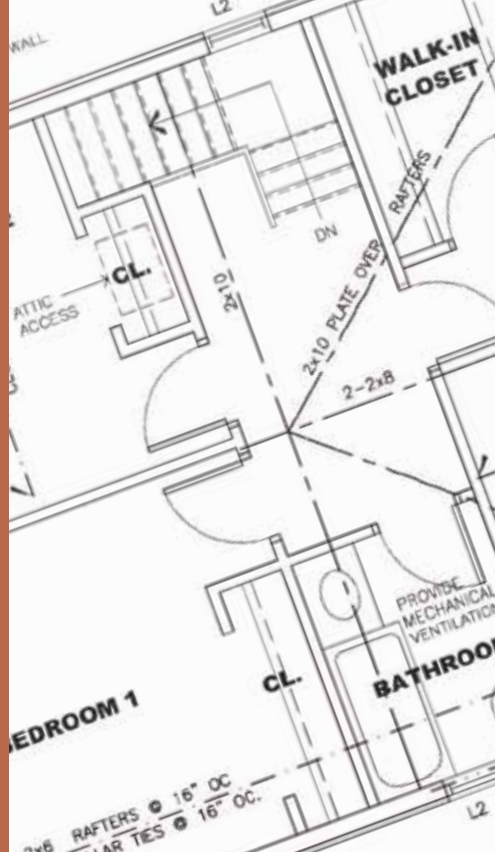 L2
WALL
WALK-IN
CLOSET
RAFTERS
DN
CL.
ATTIC
ACCESS
2x10
2x10 PLATE OVER
2-2x8
PROVIDE
MECHANICAL
VENTILATION
CL.
BATHROO
EDROOM 1
RAFTERS @ 16" OC
LAR TIES @ 16" OC.
L2